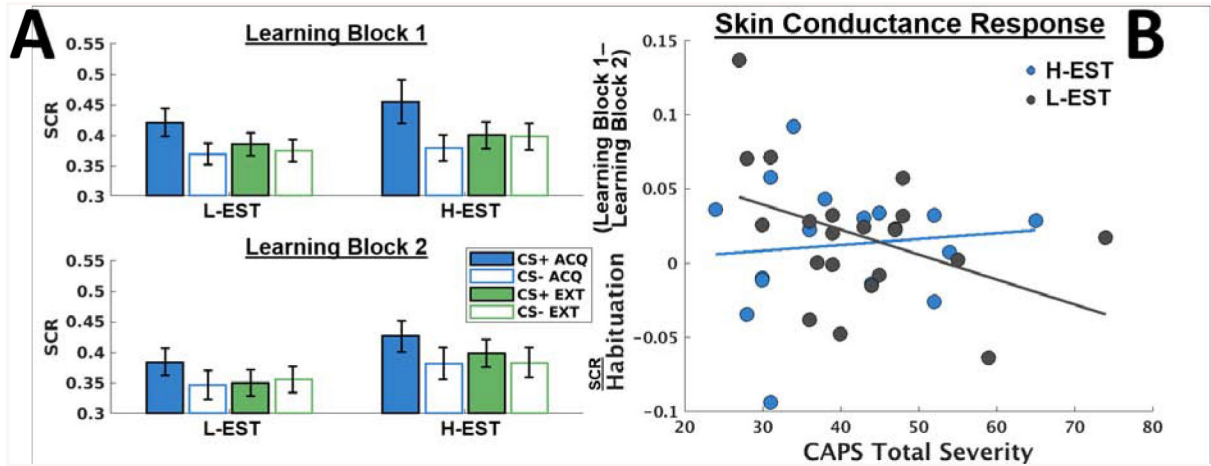 A
Learning Block 1
0.55
0.5
0.45
0.4
0.35
0.3
SCR
L-EST
H-EST
Learning Block 2
0.55
0.5
0.45
0.4
0.35
0.3
SCR
CS+ ACQ
CS- ACQ
CS+ EXT
CS- EXT
L-EST
H-EST
Skin Conductance Response
B
H-EST
L-EST
0.15
0.1
0.05
0
-0.05
-0.1
SCR
Habituation
(Learning Block 1–
Learning Block 2)
20
30
40
50
60
70
80
CAPS Total Severity